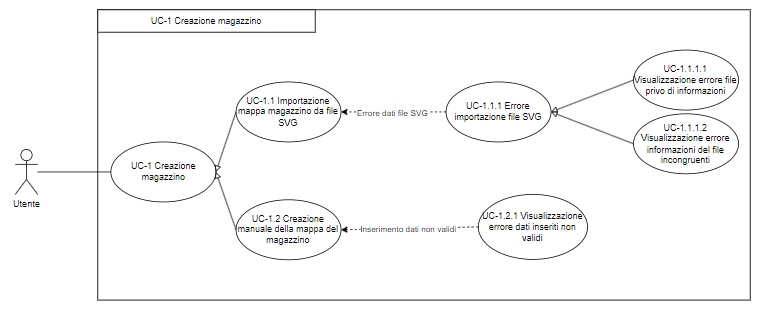 UC-1 Creazione magazzino
UC-1.1.1.1
Visualizzazione errore file
privo di informazioni
UC-1.1 Importazione
mappa magazzino da file
SVG
Errore dati file SVG
UC-1.1.1 Errore
importazione file SVG
UC-1.1.1.2
Visualizzazione errore
informazioni del file
incongruenti
UC-1 Creazione
magazzino
Utente
UC-1.2 Creazione
manuale della mappa del
magazzino
Inserimento dati non validi
UC-1.2.1 Visualizzazione
errore dati inseriti non
validi